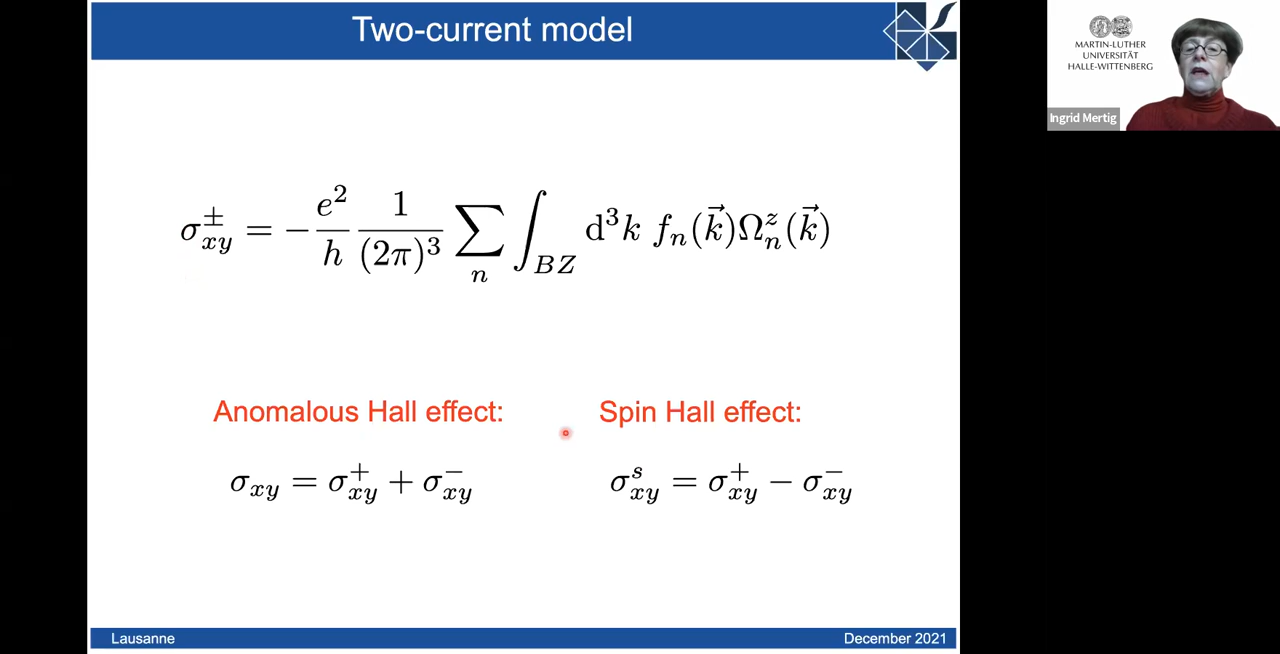 Two-current model
MARTIN-LUTHER
UNIVERSITÄT
HALLE-WITTENBERG
Ingrid Mertig
σ±xy = −e²/h 1/(2π)³ ∑n ∫BZ d³k fn(k⃗)Ωᶻn(k⃗)
Anomalous Hall effect:
Spin Hall effect:
σxy = σ⁺xy + σ⁻xy
σˢxy = σ⁺xy − σ⁻xy
Lausanne
December 2021